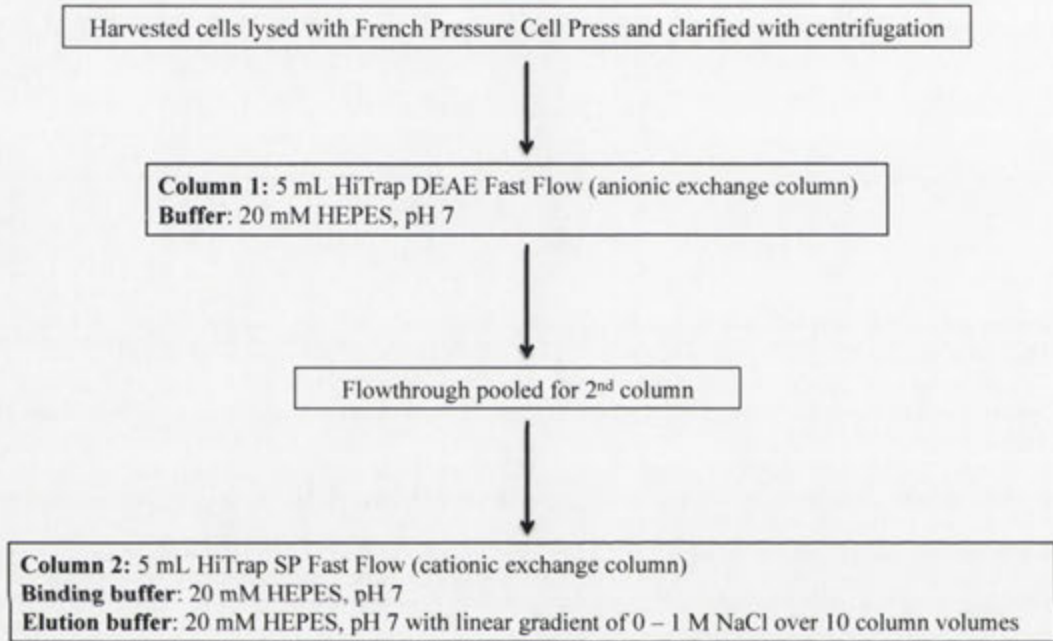 Harvested cells lysed with French Pressure Cell Press and clarified with centrifugation
Column 1: 5 mL HiTrap DEAE Fast Flow (anionic exchange column)
Buffer: 20 mM HEPES, pH 7
Flowthrough pooled for 2nd column
Column 2: 5 mL HiTrap SP Fast Flow (cationic exchange column)
Binding buffer: 20 mM HEPES, pH 7
Elution buffer: 20 mM HEPES, pH 7 with linear gradient of 0 – 1 M NaCl over 10 column volumes